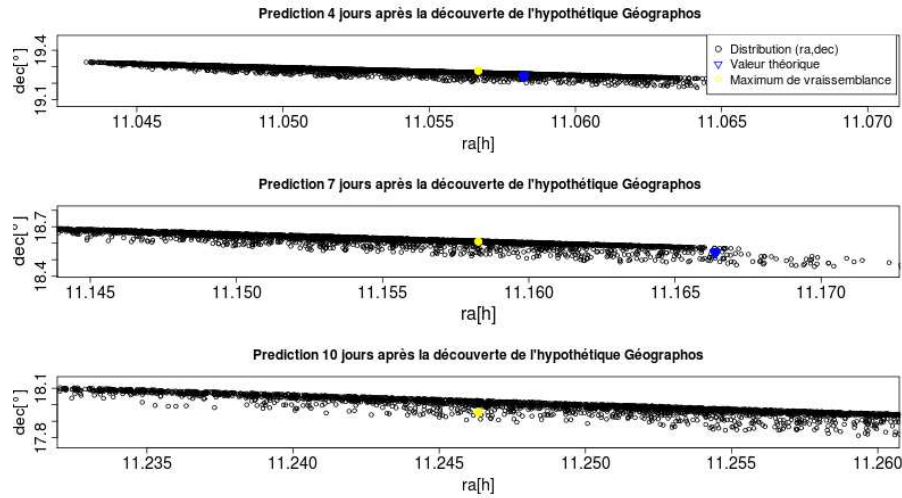 Prediction 4 jours après la découverte de l'hypothétique Géographos
dec[°]
19.4
19.1
Distribution (ra,dec)
Valeur théorique
Maximum de vraissemblance
11.045 11.050 11.055 11.060 11.065 11.070
ra[h]
Prediction 7 jours après la découverte de l'hypothétique Géographos
dec[°]
18.7
18.4
11.145 11.150 11.155 11.160 11.165 11.170
ra[h]
Prediction 10 jours après la découverte de l'hypothétique Géographos
dec[°]
18.1
17.8
11.235 11.240 11.245 11.250 11.255 11.260
ra[h]